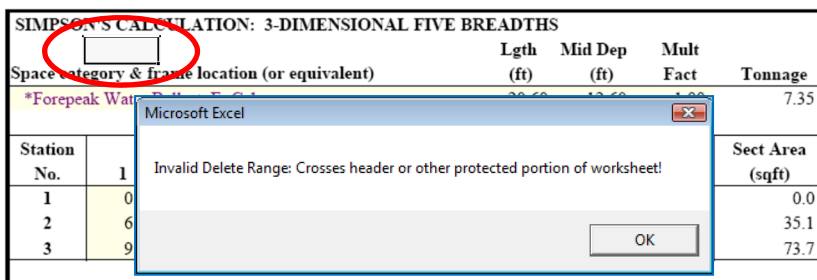 SIMPSON'S CALCULATION: 3-DIMENSIONAL FIVE BREADTHS
Lgth Mid Dep Mult
Space category & frame location (or equivalent) (ft) (ft) Fact Tonnage
*Forepeak 7.35
Microsoft Excel
Invalid Delete Range: Crosses header or other protected portion of worksheet!
OK
Station Sect Area
No. 1 (sqft)
1 0 0.0
2 6 35.1
3 9 73.7